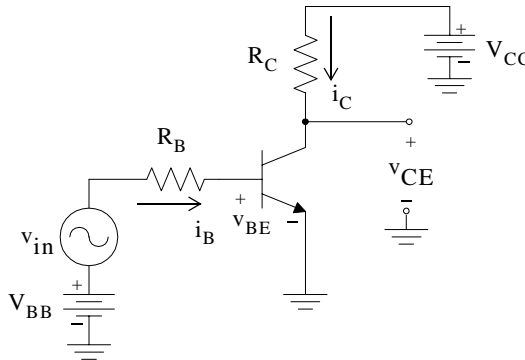 +
R_C
V_CC
-
i_C
R_B
+
v_CE
+
v_BE
-
v_in
i_B
-
+
V_BB
-